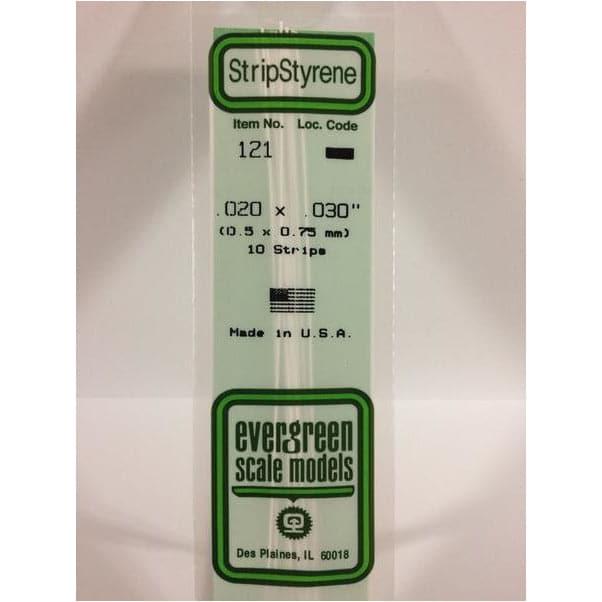 StripStyrene
Item No. Loc. Code
121
.020 x .030"
(0.5 x 0.75 mm)
10 Strips
Made in U.S.A.
evergreen
scale models
Des Plaines, IL 60018